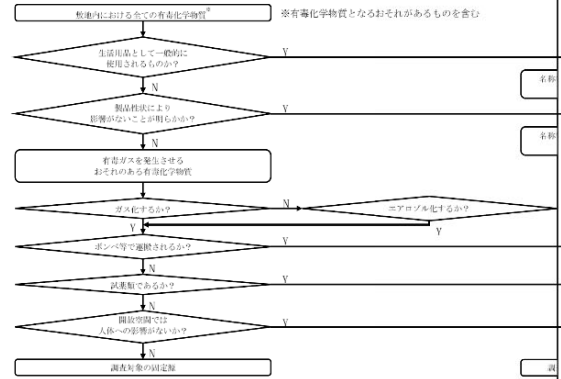 敷地内における全ての有毒化学物質※
※有毒化学物質となるおそれがあるものを含む
生活用品として一般的に
使用されるものか？
Y
N
名称
製品性状により
影響がないことが明らかか？
Y
N
名称
有毒ガスを発生させる
おそれのある有毒化学物質
ガス化するか？
N
エアロゾル化するか？
Y
Y
ボンベ等で運搬されるか？
Y
N
試薬類であるか？
Y
N
開放空間では
人体への影響がないか？
Y
N
調査対象の固定源
調